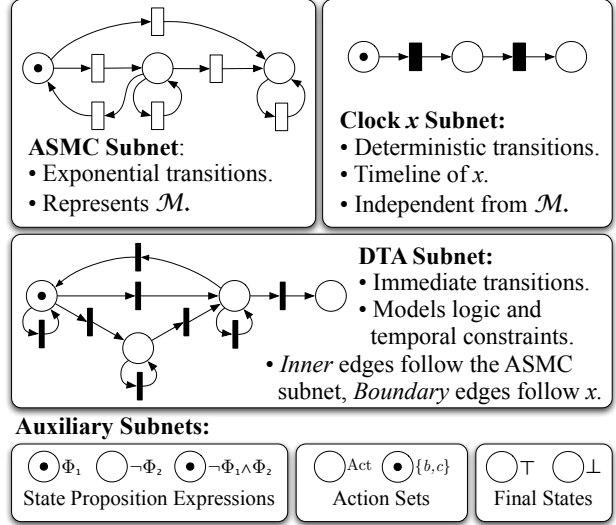 ASMC Subnet:
• Exponential transitions.
• Represents ℳ.
Clock x Subnet:
• Deterministic transitions.
• Timeline of x.
• Independent from ℳ.
DTA Subnet:
• Immediate transitions.
• Models logic and
temporal constraints.
• Inner edges follow the ASMC
subnet, Boundary edges follow x.
Auxiliary Subnets:
Φ₁ ¬Φ₂ ¬Φ₁∧Φ₂
State Proposition Expressions
Act {b,c}
Action Sets
⊤ ⊥
Final States